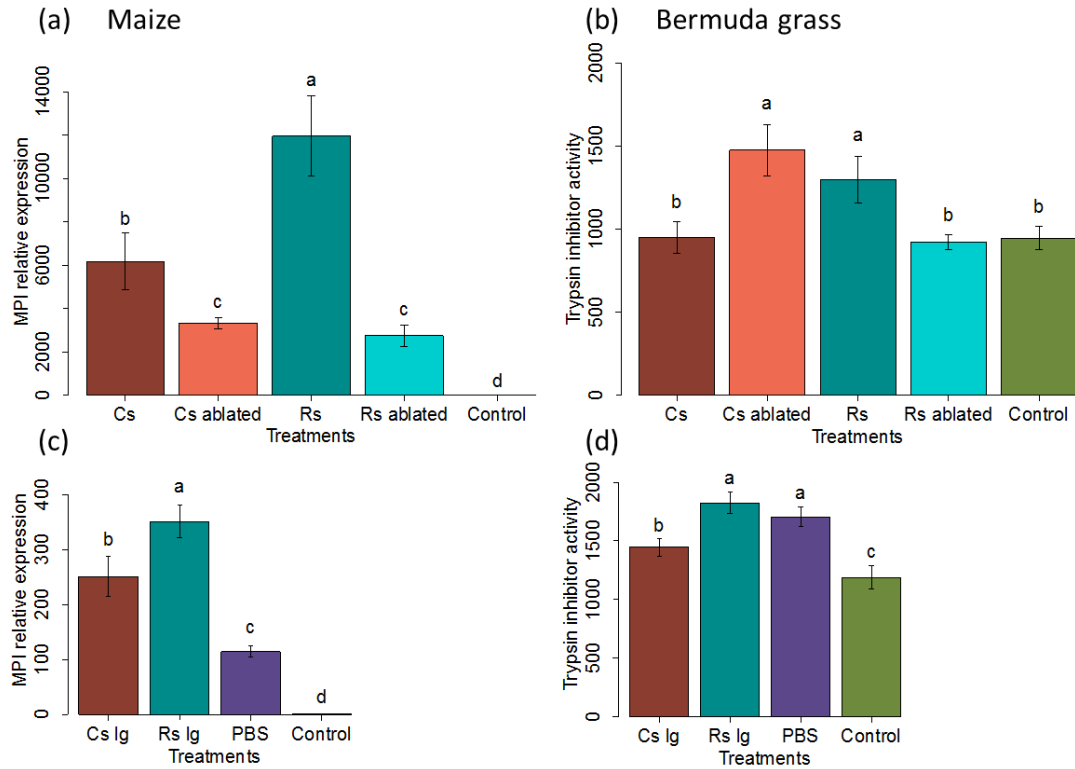 (a) Maize
MPI relative expression
14000
10000
6000
2000
0
a
b
c
c
d
Cs Cs ablated Rs Rs ablated Control
Treatments
(b) Bermuda grass
Trypsin inhibitor activity
2000
1500
1000
500
0
a
a
b
b
b
Cs Cs ablated Rs Rs ablated Control
Treatments
(c)
MPI relative expression
400
300
200
100
0
a
b
c
d
Cs Ig Rs Ig PBS Control
Treatments
(d)
Trypsin inhibitor activity
2000
1500
1000
500
0
a
a
b
c
Cs Ig Rs Ig PBS Control
Treatments